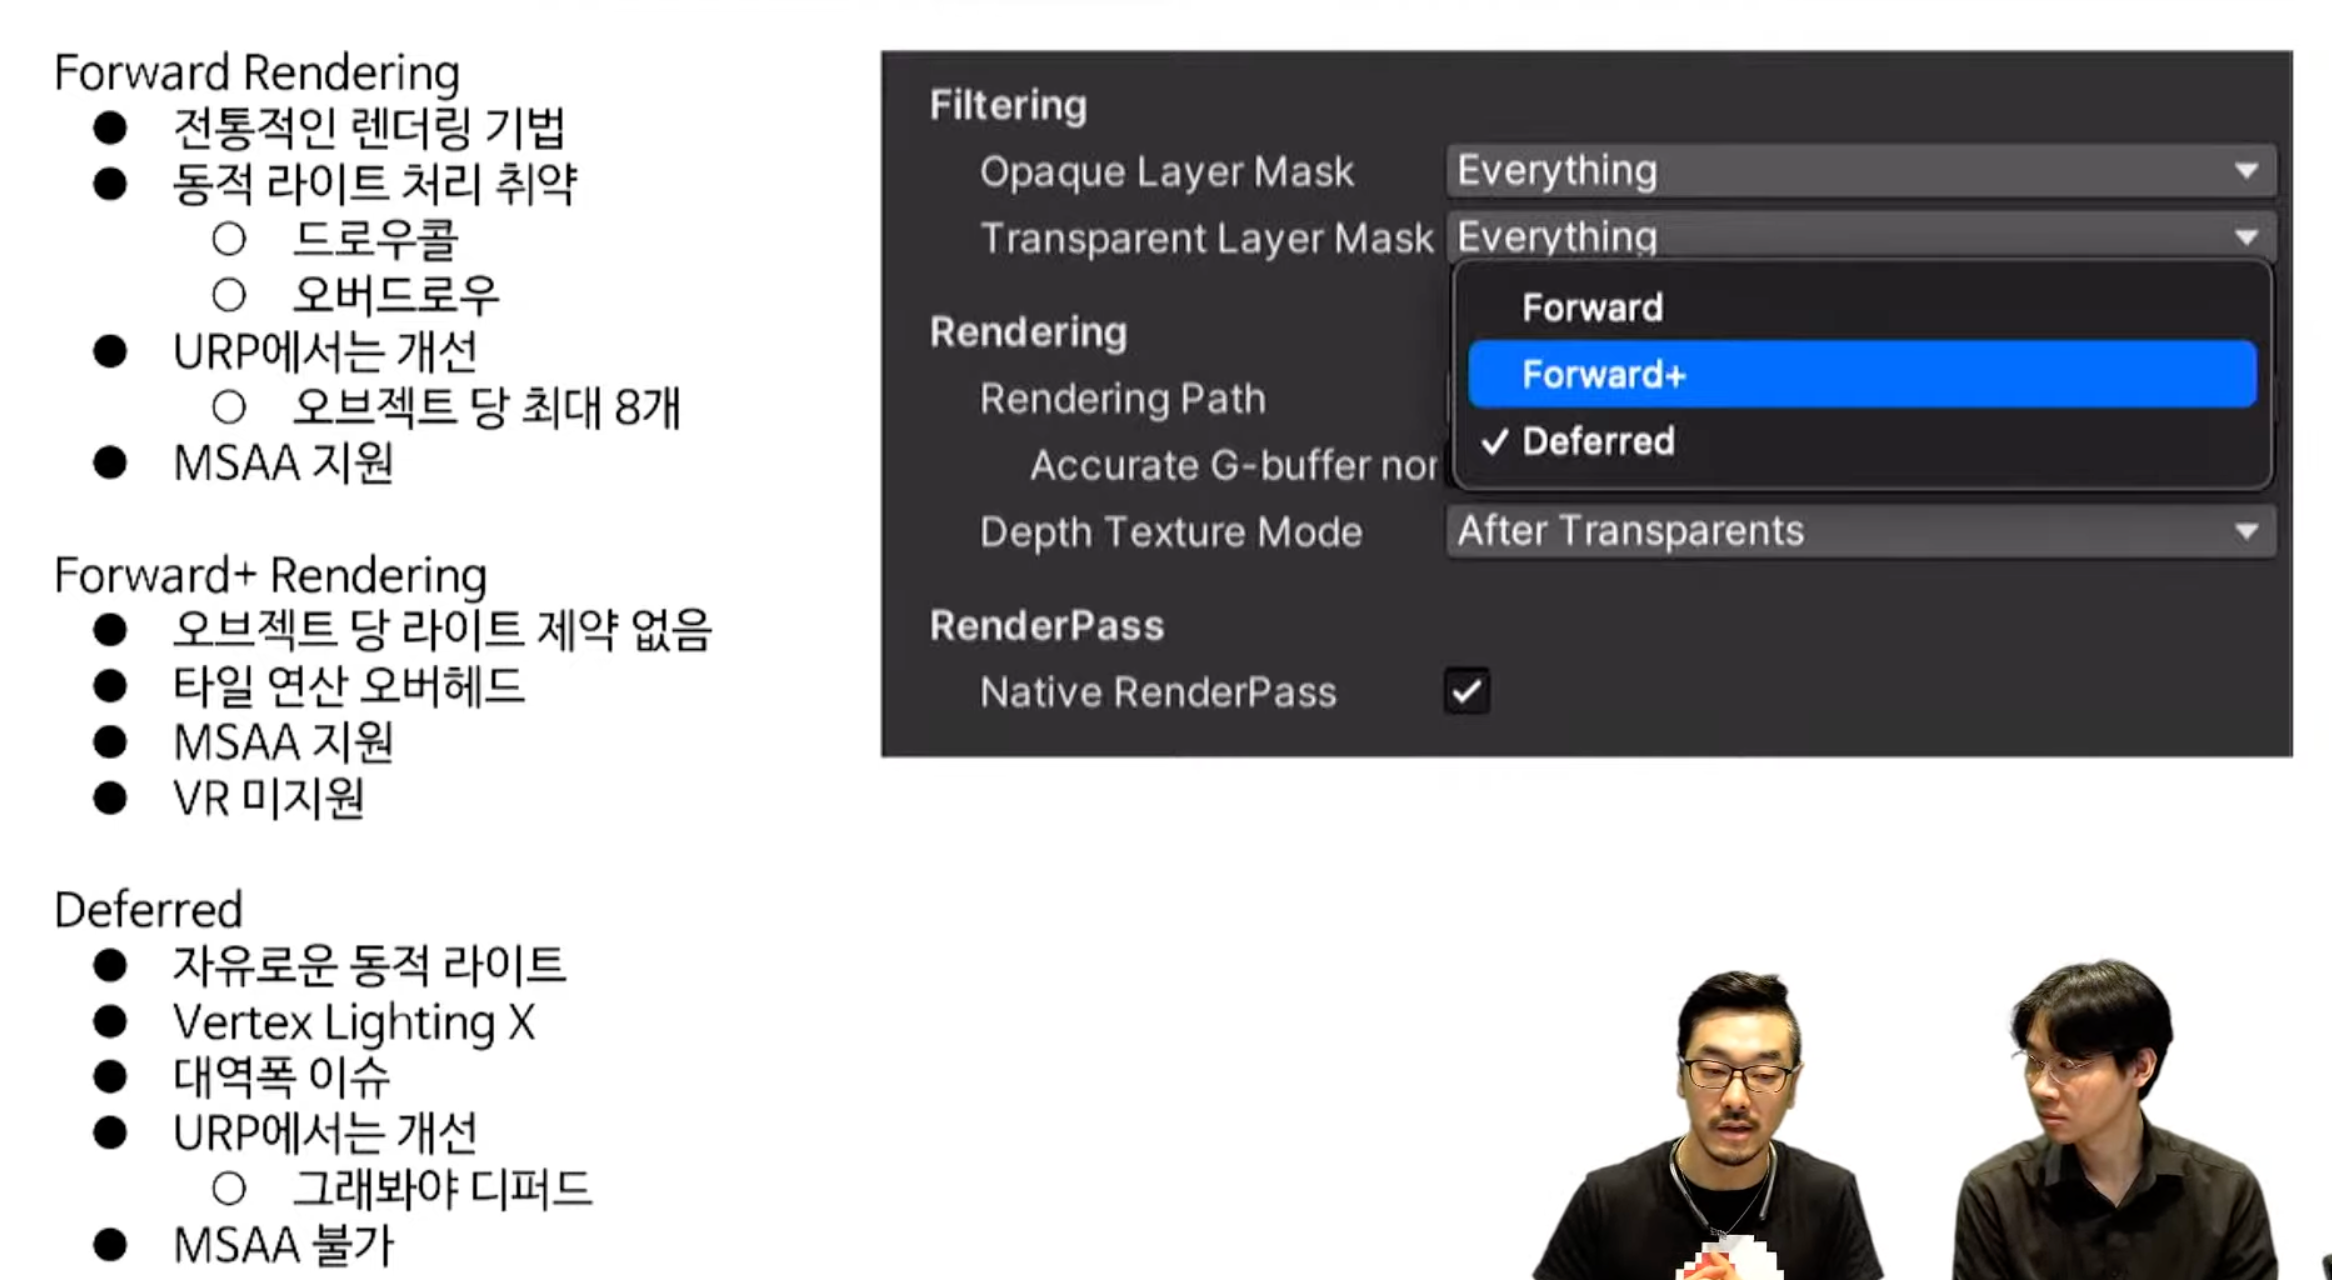 Forward Rendering
● 전통적인 렌더링 기법
● 동적 라이트 처리 취약
○ 드로우콜
○ 오버드로우
● URP에서는 개선
○ 오브젝트 당 최대 8개
● MSAA 지원
Forward+ Rendering
● 오브젝트 당 라이트 제약 없음
● 타일 연산 오버헤드
● MSAA 지원
● VR 미지원
Deferred
● 자유로운 동적 라이트
● Vertex Lighting X
● 대역폭 이슈
● URP에서는 개선
○ 그래봐야 디퍼드
● MSAA 불가
Filtering
Opaque Layer Mask Everything
Transparent Layer Mask Everything
Forward
Rendering
Forward+
Rendering Path
✓ Deferred
Accurate G-buffer nor
Depth Texture Mode After Transparents
RenderPass
Native RenderPass ✓